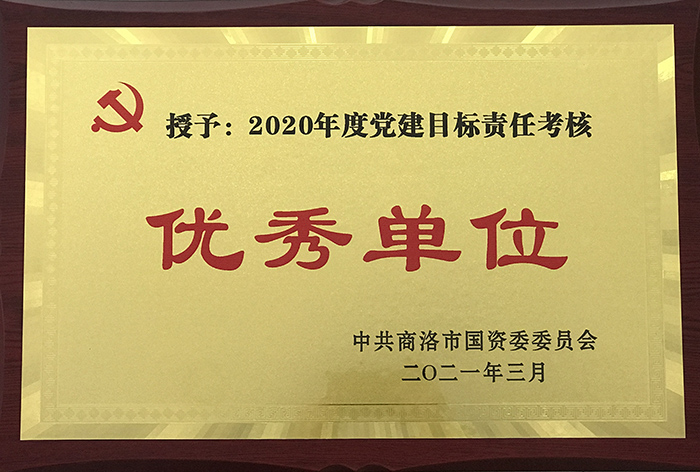 授予：2020年度党建目标责任考核
优秀单位
中共商洛市国资委委员会
二〇二一年三月